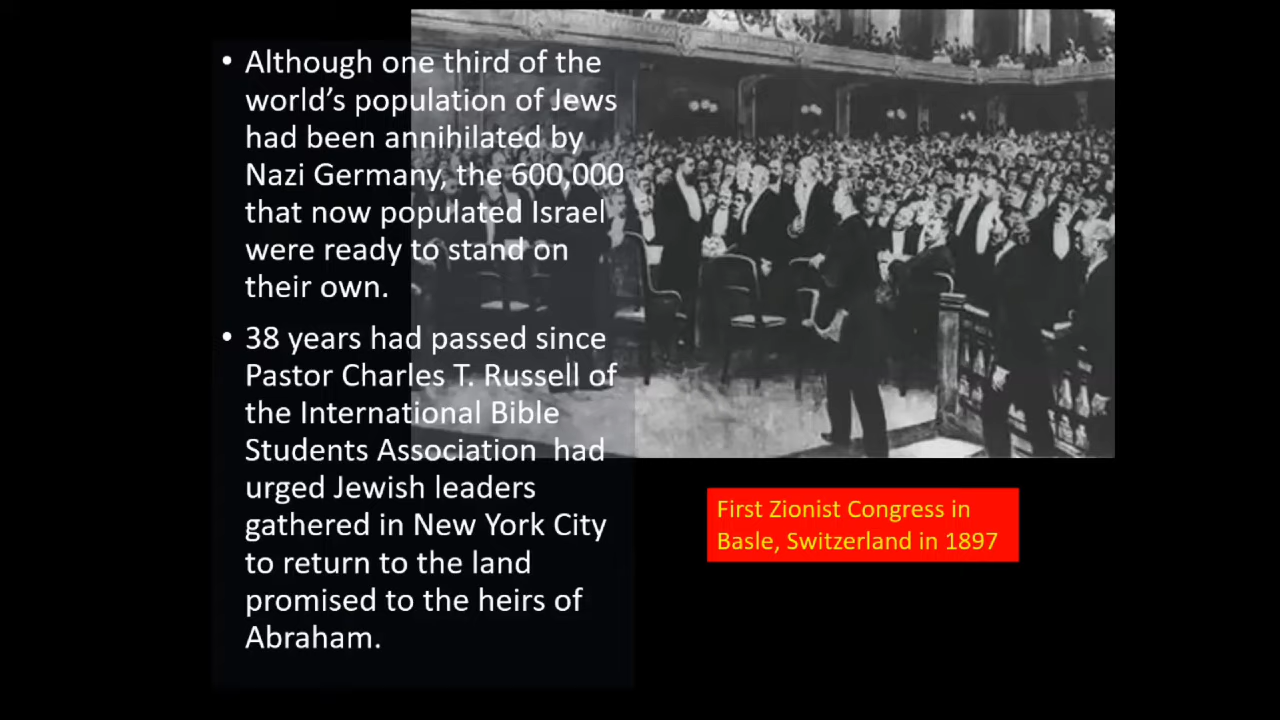 • Although one third of the
world’s population of Jews
had been annihilated by
Nazi Germany, the 600,000
that now populated Israel
were ready to stand on
their own.
• 38 years had passed since
Pastor Charles T. Russell of
the International Bible
Students Association  had
urged Jewish leaders
gathered in New York City
to return to the land
promised to the heirs of
Abraham.
First Zionist Congress in
Basle, Switzerland in 1897